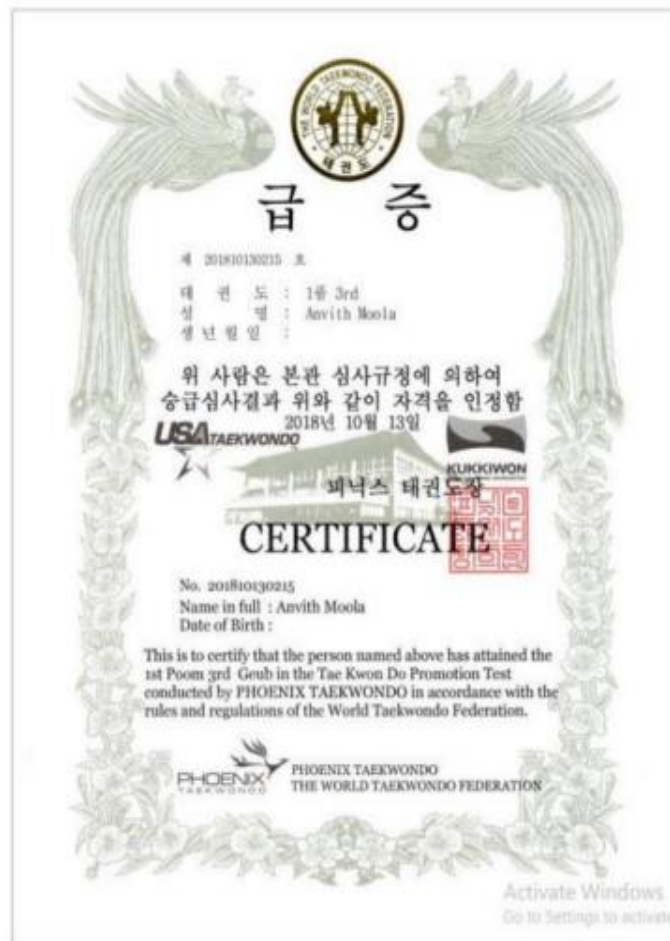 THE WORLD TAEKWONDO FEDERATION
태권도
급 증
제 201810130215 호
태 권 도 : 1품 3rd
성 명 : Anvith Moola
생 년 월 일 :
위 사람은 본관 심사규정에 의하여
승급심사결과 위와 같이 자격을 인정함
2018년 10월 13일
USA TAEKWONDO
KUKKIWON
피닉스 태권도장
CERTIFICATE
No. 201810130215
Name in full : Anvith Moola
Date of Birth :
This is to certify that the person named above has attained the
1st Poom 3rd Geub in the Tae Kwon Do Promotion Test
conducted by PHOENIX TAEKWONDO in accordance with the
rules and regulations of the World Taekwondo Federation.
PHOENIX
TAEKWONDO
PHOENIX TAEKWONDO
THE WORLD TAEKWONDO FEDERATION
Activate Windows
Go to Settings to activate